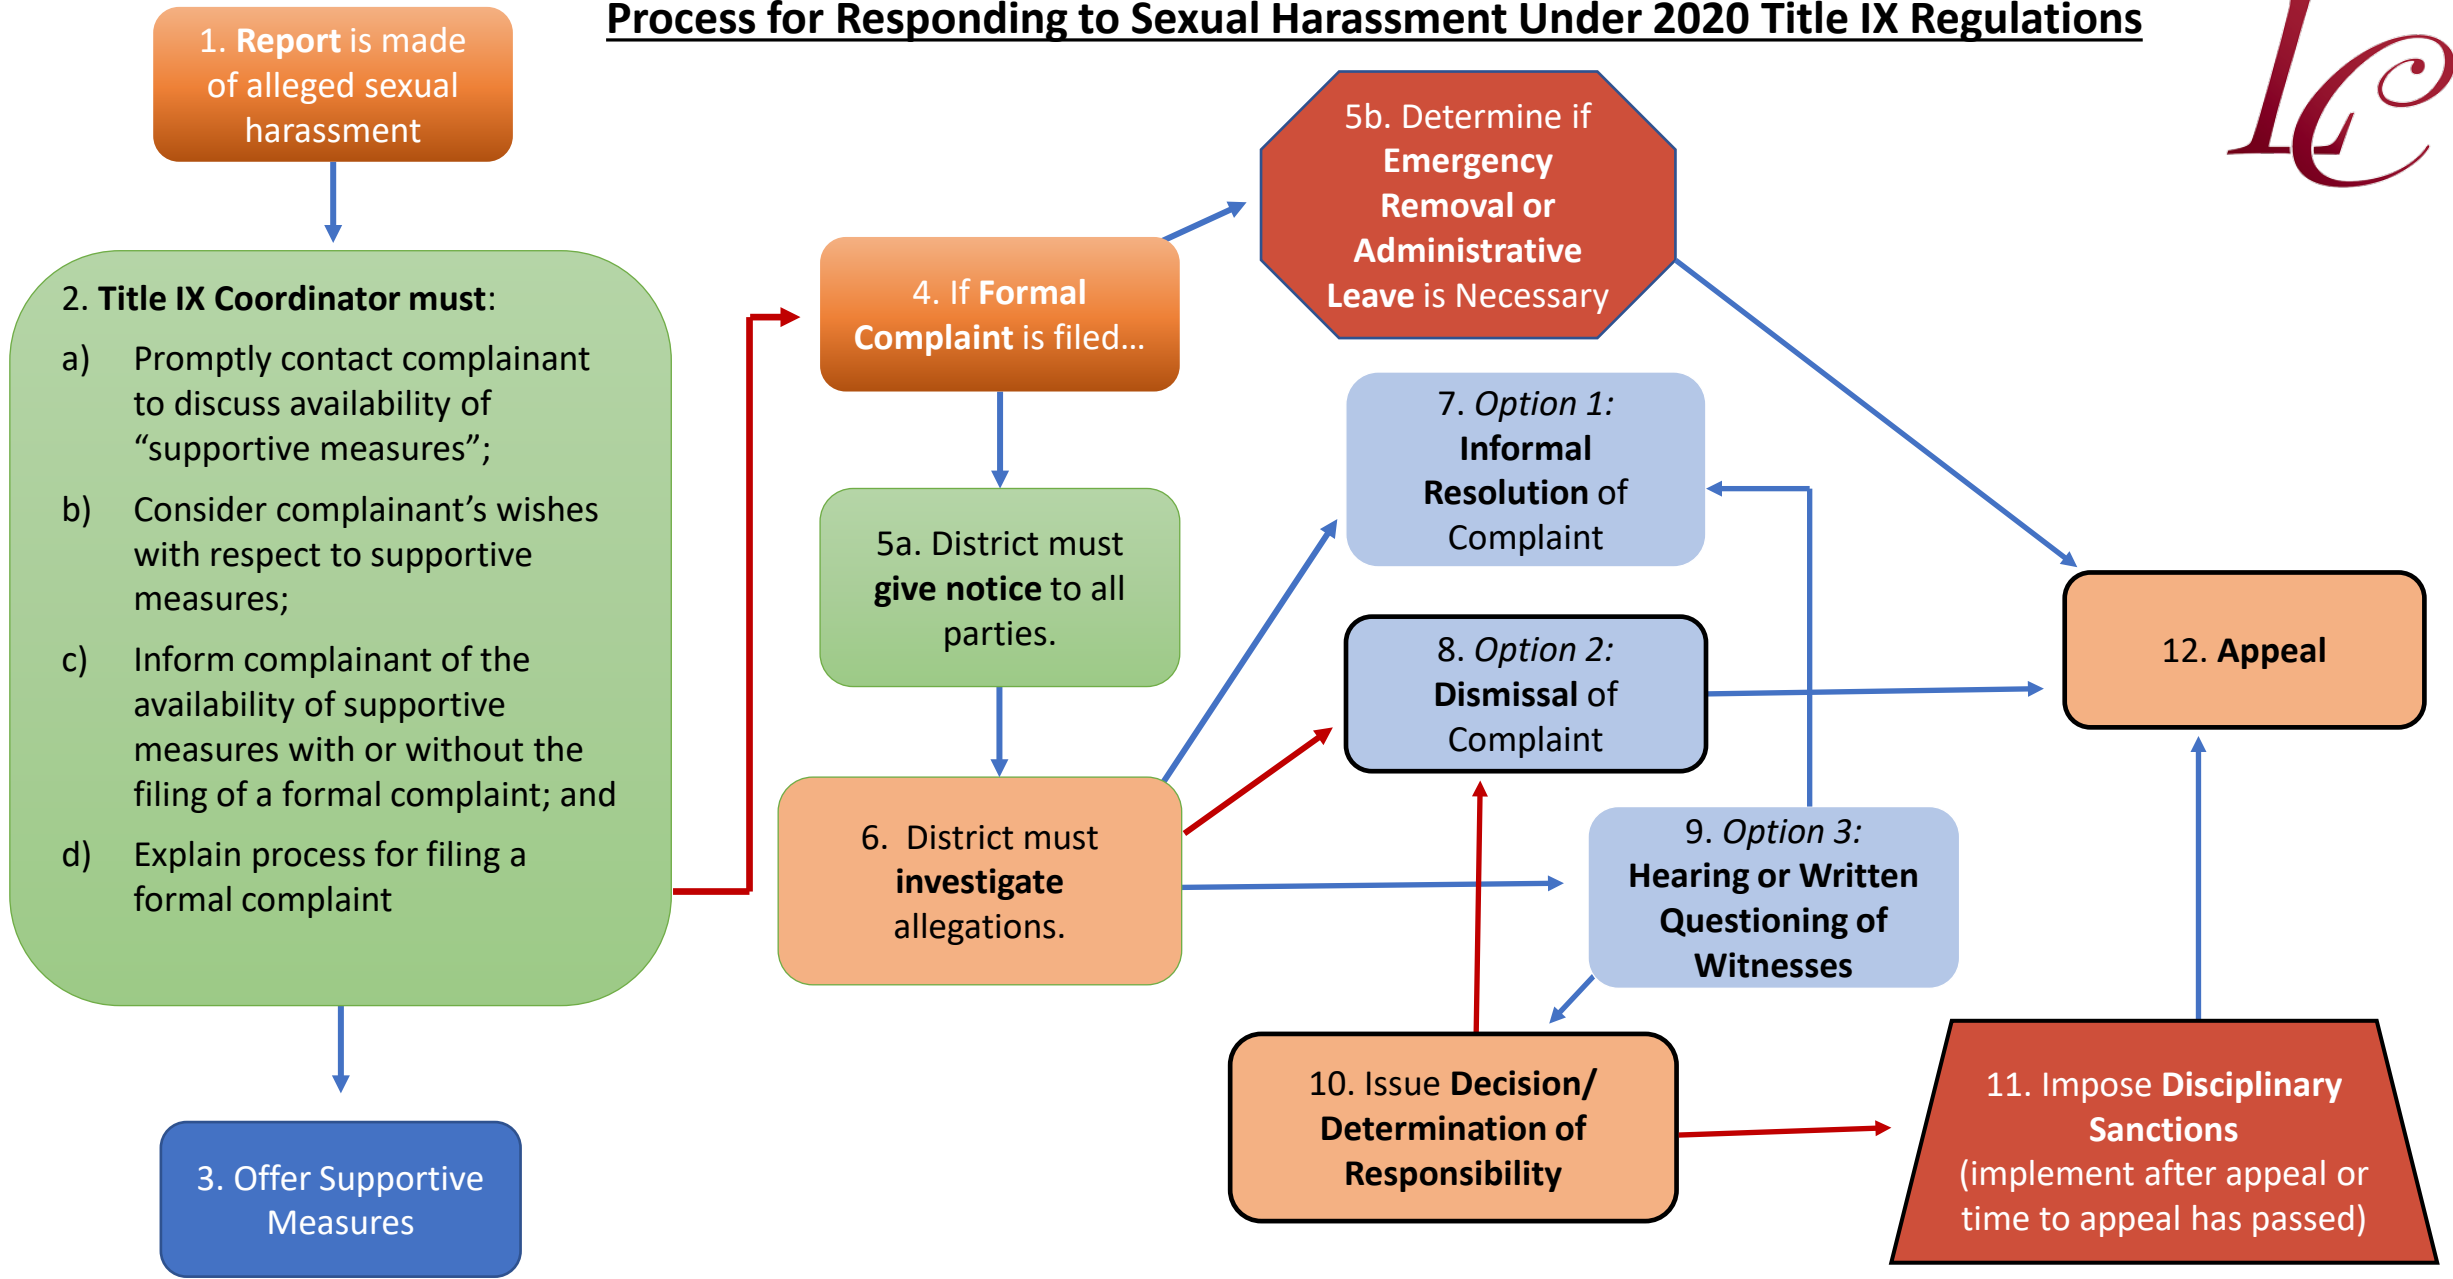 Process for Responding to Sexual Harassment Under 2020 Title IX Regulations
LC
1. Report is made
of alleged sexual
harassment
2. Title IX Coordinator must:
a) Promptly contact complainant
to discuss availability of
“supportive measures”;
b) Consider complainant’s wishes
with respect to supportive
measures;
c) Inform complainant of the
availability of supportive
measures with or without the
filing of a formal complaint; and
d) Explain process for filing a
formal complaint
3. Offer Supportive
Measures
4. If Formal
Complaint is filed…
5a. District must
give notice to all
parties.
5b. Determine if
Emergency
Removal or
Administrative
Leave is Necessary
6. District must
investigate
allegations.
7. Option 1:
Informal
Resolution of
Complaint
8. Option 2:
Dismissal of
Complaint
9. Option 3:
Hearing or Written
Questioning of
Witnesses
10. Issue Decision/
Determination of
Responsibility
11. Impose Disciplinary
Sanctions
(implement after appeal or
time to appeal has passed)
12. Appeal